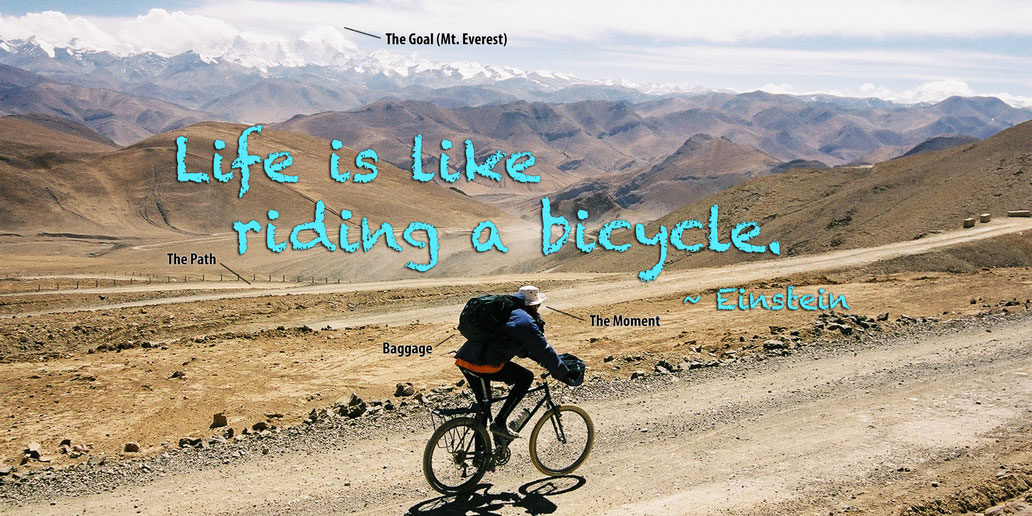 The Goal (Mt. Everest)
Life is like
riding a bicycle.
The Path
~ Einstein
The Moment
Baggage